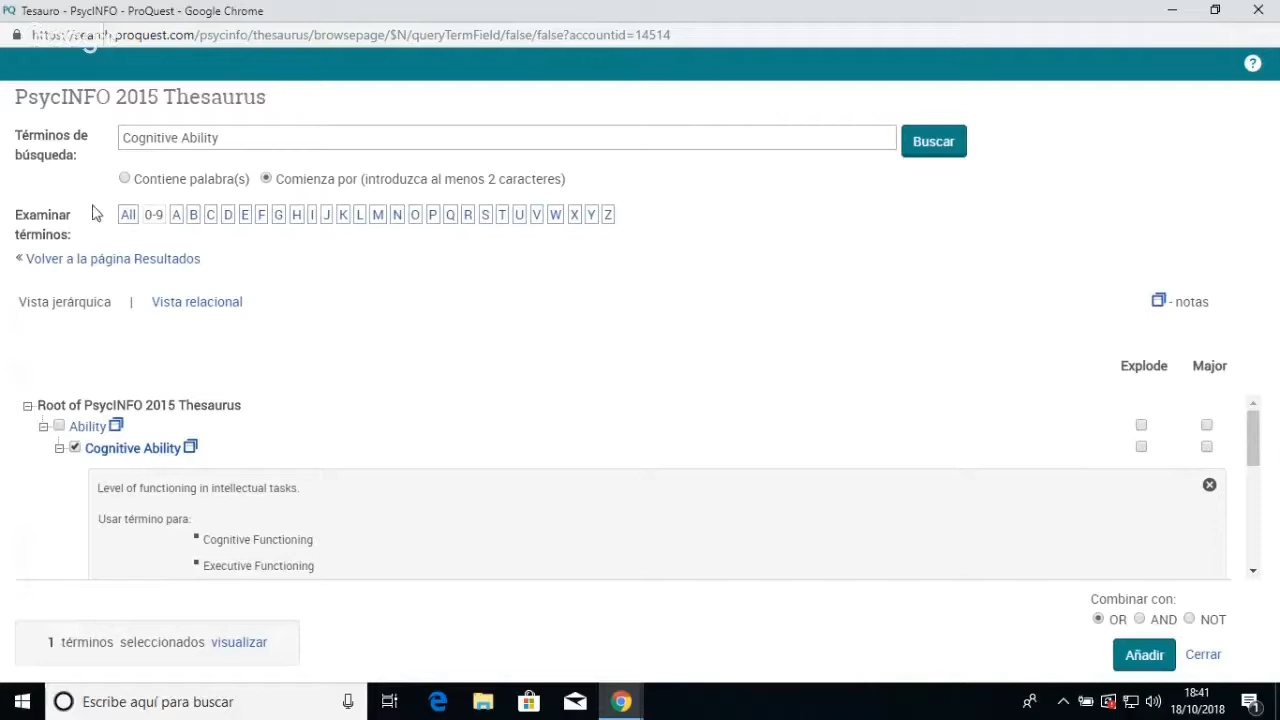 Tesauro - PsycINFO - ProQuest - Google Chrome
proquest.com/psycinfo/thesaurus/browsepage/$N/queryTermField/false/false?accountid=14514
PsycINFO 2015 Thesaurus
Términos de búsqueda:
Cognitive Ability
Buscar
Contiene palabra(s) Comienza por (introduzca al menos 2 caracteres)
Examinar términos:
All 0-9 A B C D E F G H I J K L M N O P Q R S T U V W X Y Z
« Volver a la página Resultados
Vista jerárquica | Vista relacional
- notas
Explode Major
Root of PsycINFO 2015 Thesaurus
Ability
Cognitive Ability
Level of functioning in intellectual tasks.
Usar término para:
Cognitive Functioning
Executive Functioning
Combinar con:
OR AND NOT
1 términos seleccionados visualizar
Añadir Cerrar
Escribe aquí para buscar
18:41
18/10/2018
1